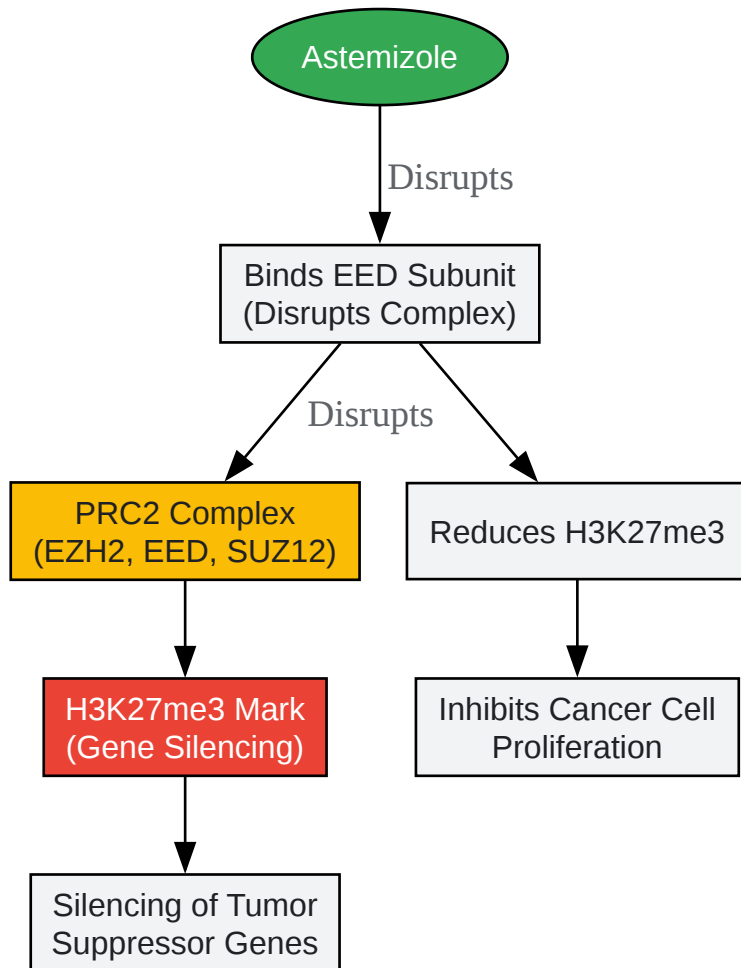 Astemizole
Disrupts
Binds EED Subunit
(Disrupts Complex)
Disrupts
PRC2 Complex
(EZH2, EED, SUZ12)
Reduces H3K27me3
H3K27me3 Mark
(Gene Silencing)
Inhibits Cancer Cell
Proliferation
Silencing of Tumor
Suppressor Genes